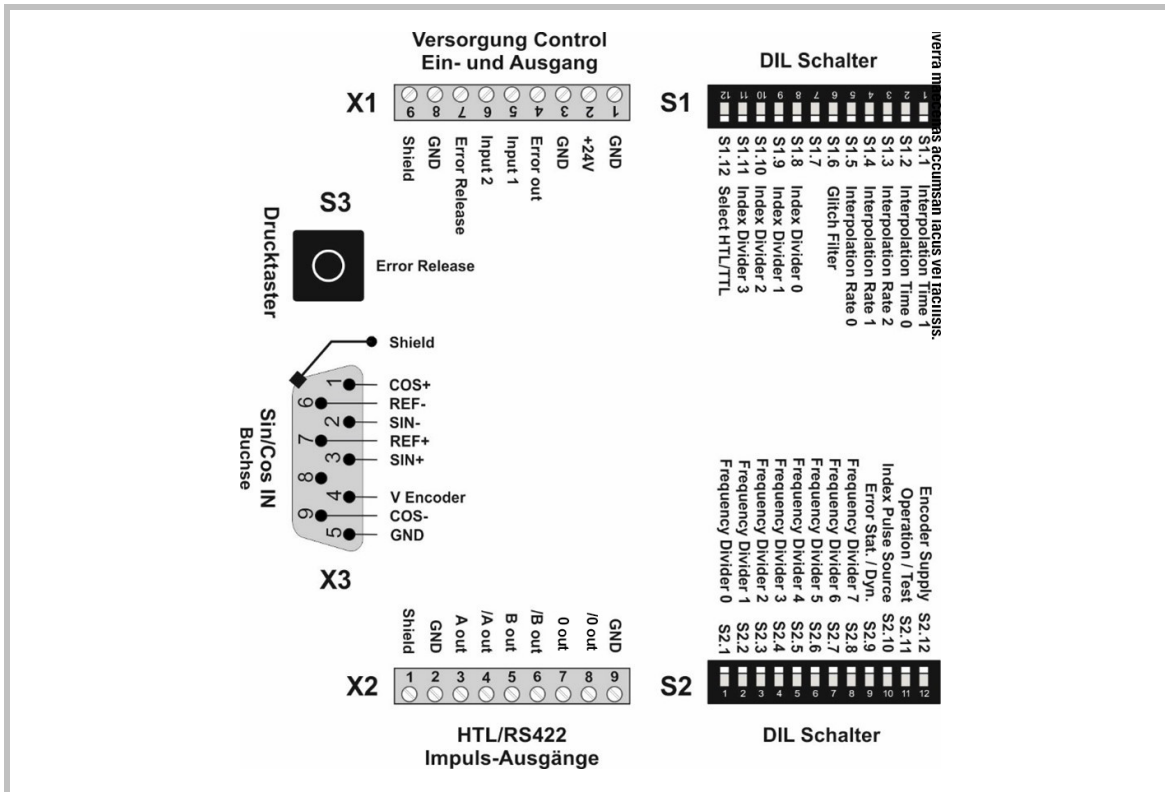 Versorgung Control
Ein- und Ausgang
DIL Schalter
X1
9 8 7 6 5 4 3 2 1
Shield
GND
Error Release
Input 2
Input 1
Error out
GND
+24V
GND
S1
12 11 10 9 8 7 6 5 4 3 2 1
S1.12 Select HTL/TTL
S1.11 Index Divider 3
S1.10 Index Divider 2
S1.9 Index Divider 1
S1.8 Index Divider 0
S1.7
S1.6 Glitch Filter
S1.5 Interpolation Rate 0
S1.4 Interpolation Rate 1
S1.3 Interpolation Rate 2
S1.2 Interpolation Time 0
S1.1 Interpolation Time 1
maecenas accumsan lacus vel facilisis.
S3
Drucktaster
Error Release
Shield
Sin/Cos IN
Buchse
1 COS+
6 REF-
2 SIN-
7 REF+
3 SIN+
8
4 V Encoder
9 COS-
5 GND
X3
Shield
GND
A out
/A out
B out
/B out
0 out
/0 out
GND
X2
1 2 3 4 5 6 7 8 9
HTL/RS422
Impuls-Ausgänge
S2.1 Frequency Divider 0
S2.2 Frequency Divider 1
S2.3 Frequency Divider 2
S2.4 Frequency Divider 3
S2.5 Frequency Divider 4
S2.6 Frequency Divider 5
S2.7 Frequency Divider 6
S2.8 Frequency Divider 7
S2.9 Error Stat. / Dyn.
S2.10 Index Pulse Source
S2.11 Operation / Test
S2.12 Encoder Supply
S2
1 2 3 4 5 6 7 8 9 10 11 12
DIL Schalter